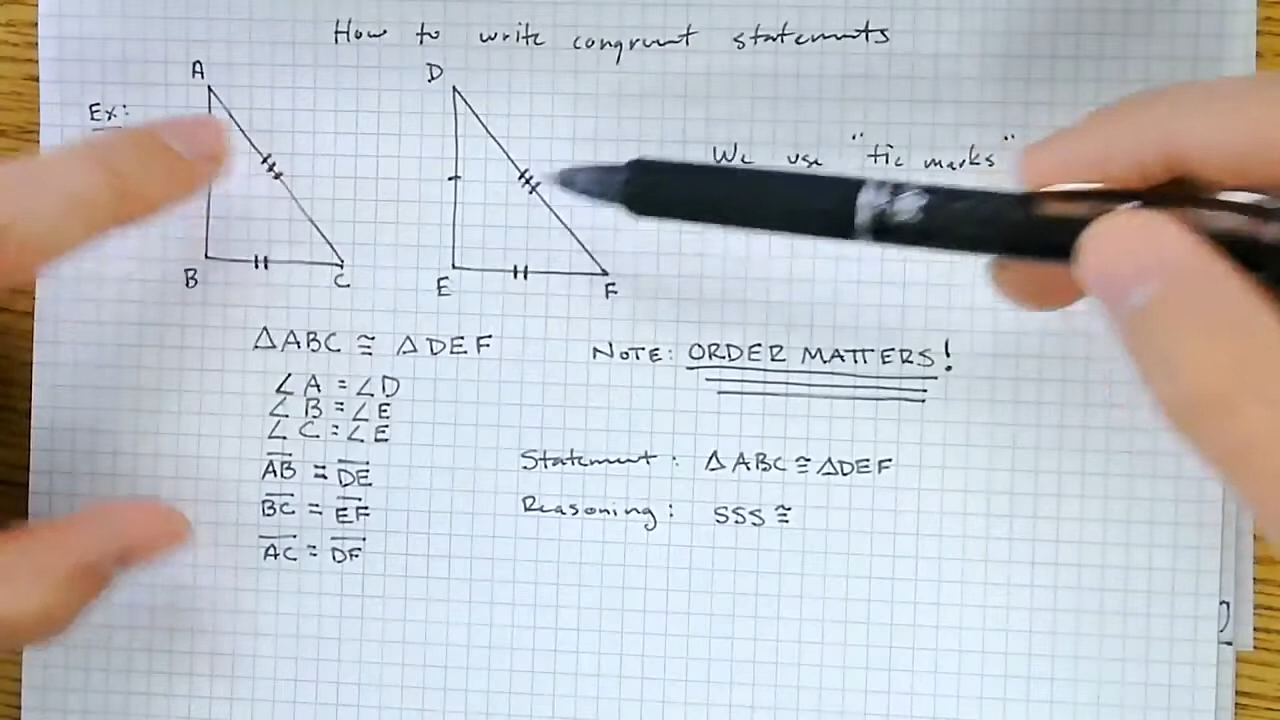 How to write congruent statements
A
D
Ex:
We use "tic marks"
B
C
E
F
△ABC ≅ △DEF
NOTE: ORDER MATTERS!
∠A = ∠D
∠B = ∠E
∠C = ∠E
AB = DE
Statement: △ABC ≅ △DEF
BC = EF
Reasoning: SSS ≅
AC = DF